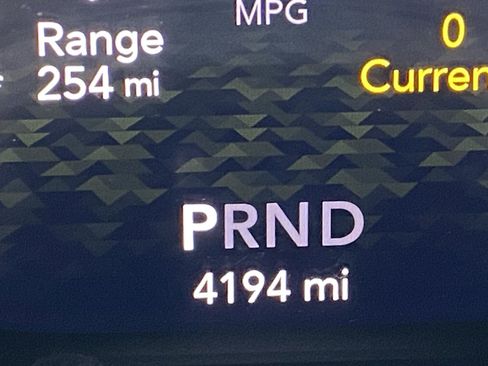 MPG
Range
254 mi
0
Curren
PRND
4194 mi